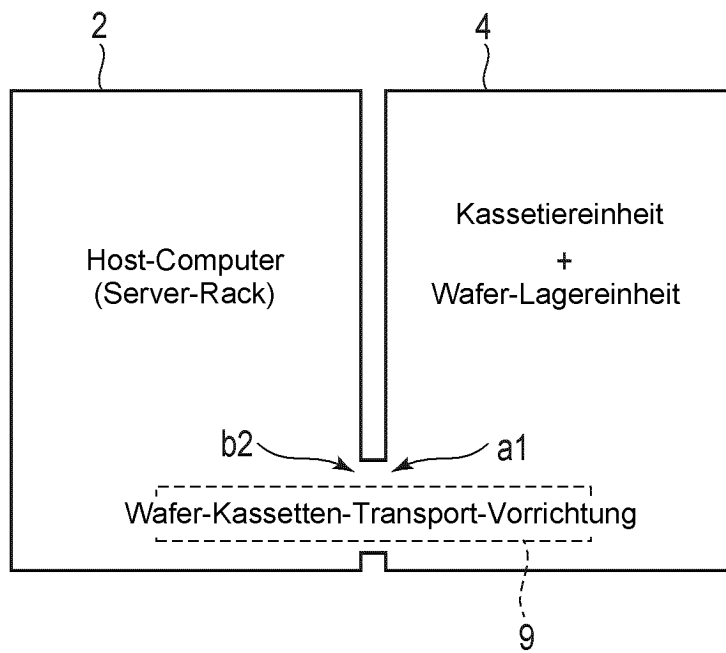 2
4
Host-Computer
(Server-Rack)
Kassetiereinheit
+
Wafer-Lagereinheit
b2
a1
Wafer-Kassetten-Transport-Vorrichtung
9